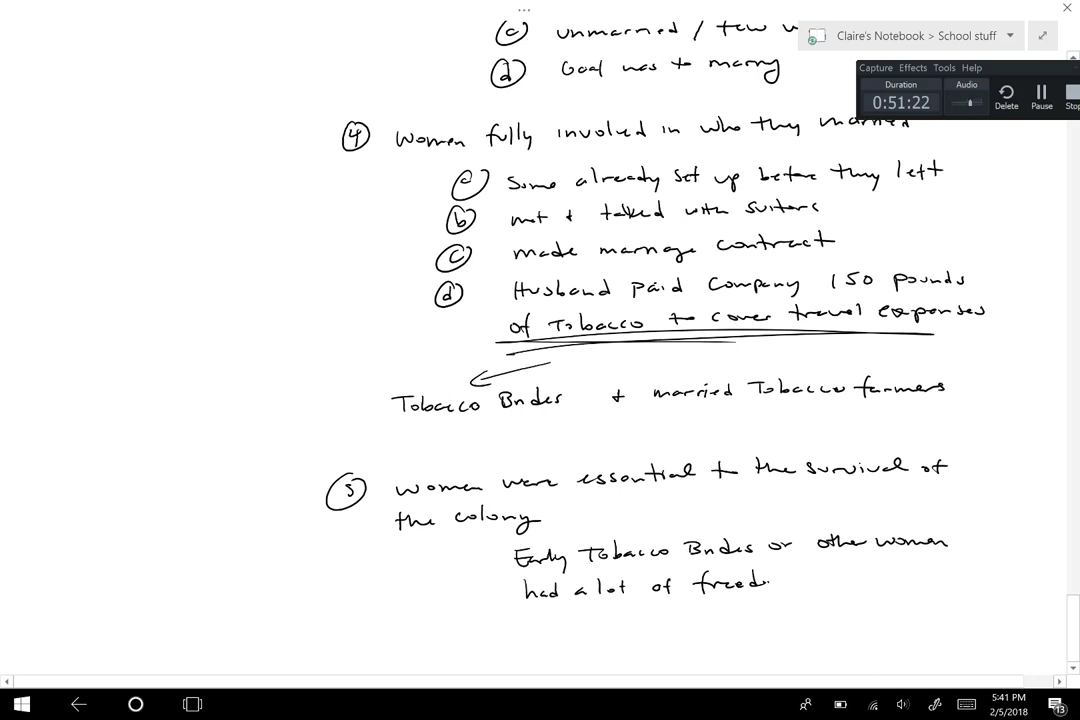 ...
(c) unmarried / few w
Claire's Notebook > School stuff
(d) Goal was to marry
Capture Effects Tools Help
Duration Audio
0:51:22 Delete Pause Stop
(4) Women fully involved in who they married
(a) Some already set up before they left
(b) met + talked with suitors
(c) made marriage contract
(d) Husband paid Company 150 pounds
of Tobacco to cover travel expenses
Tobacco Brides + married Tobacco farmers
(5) women were essential to the survival of
the colony
Early Tobacco Brides or other women
had a lot of freed
5:41 PM
2/5/2018
13